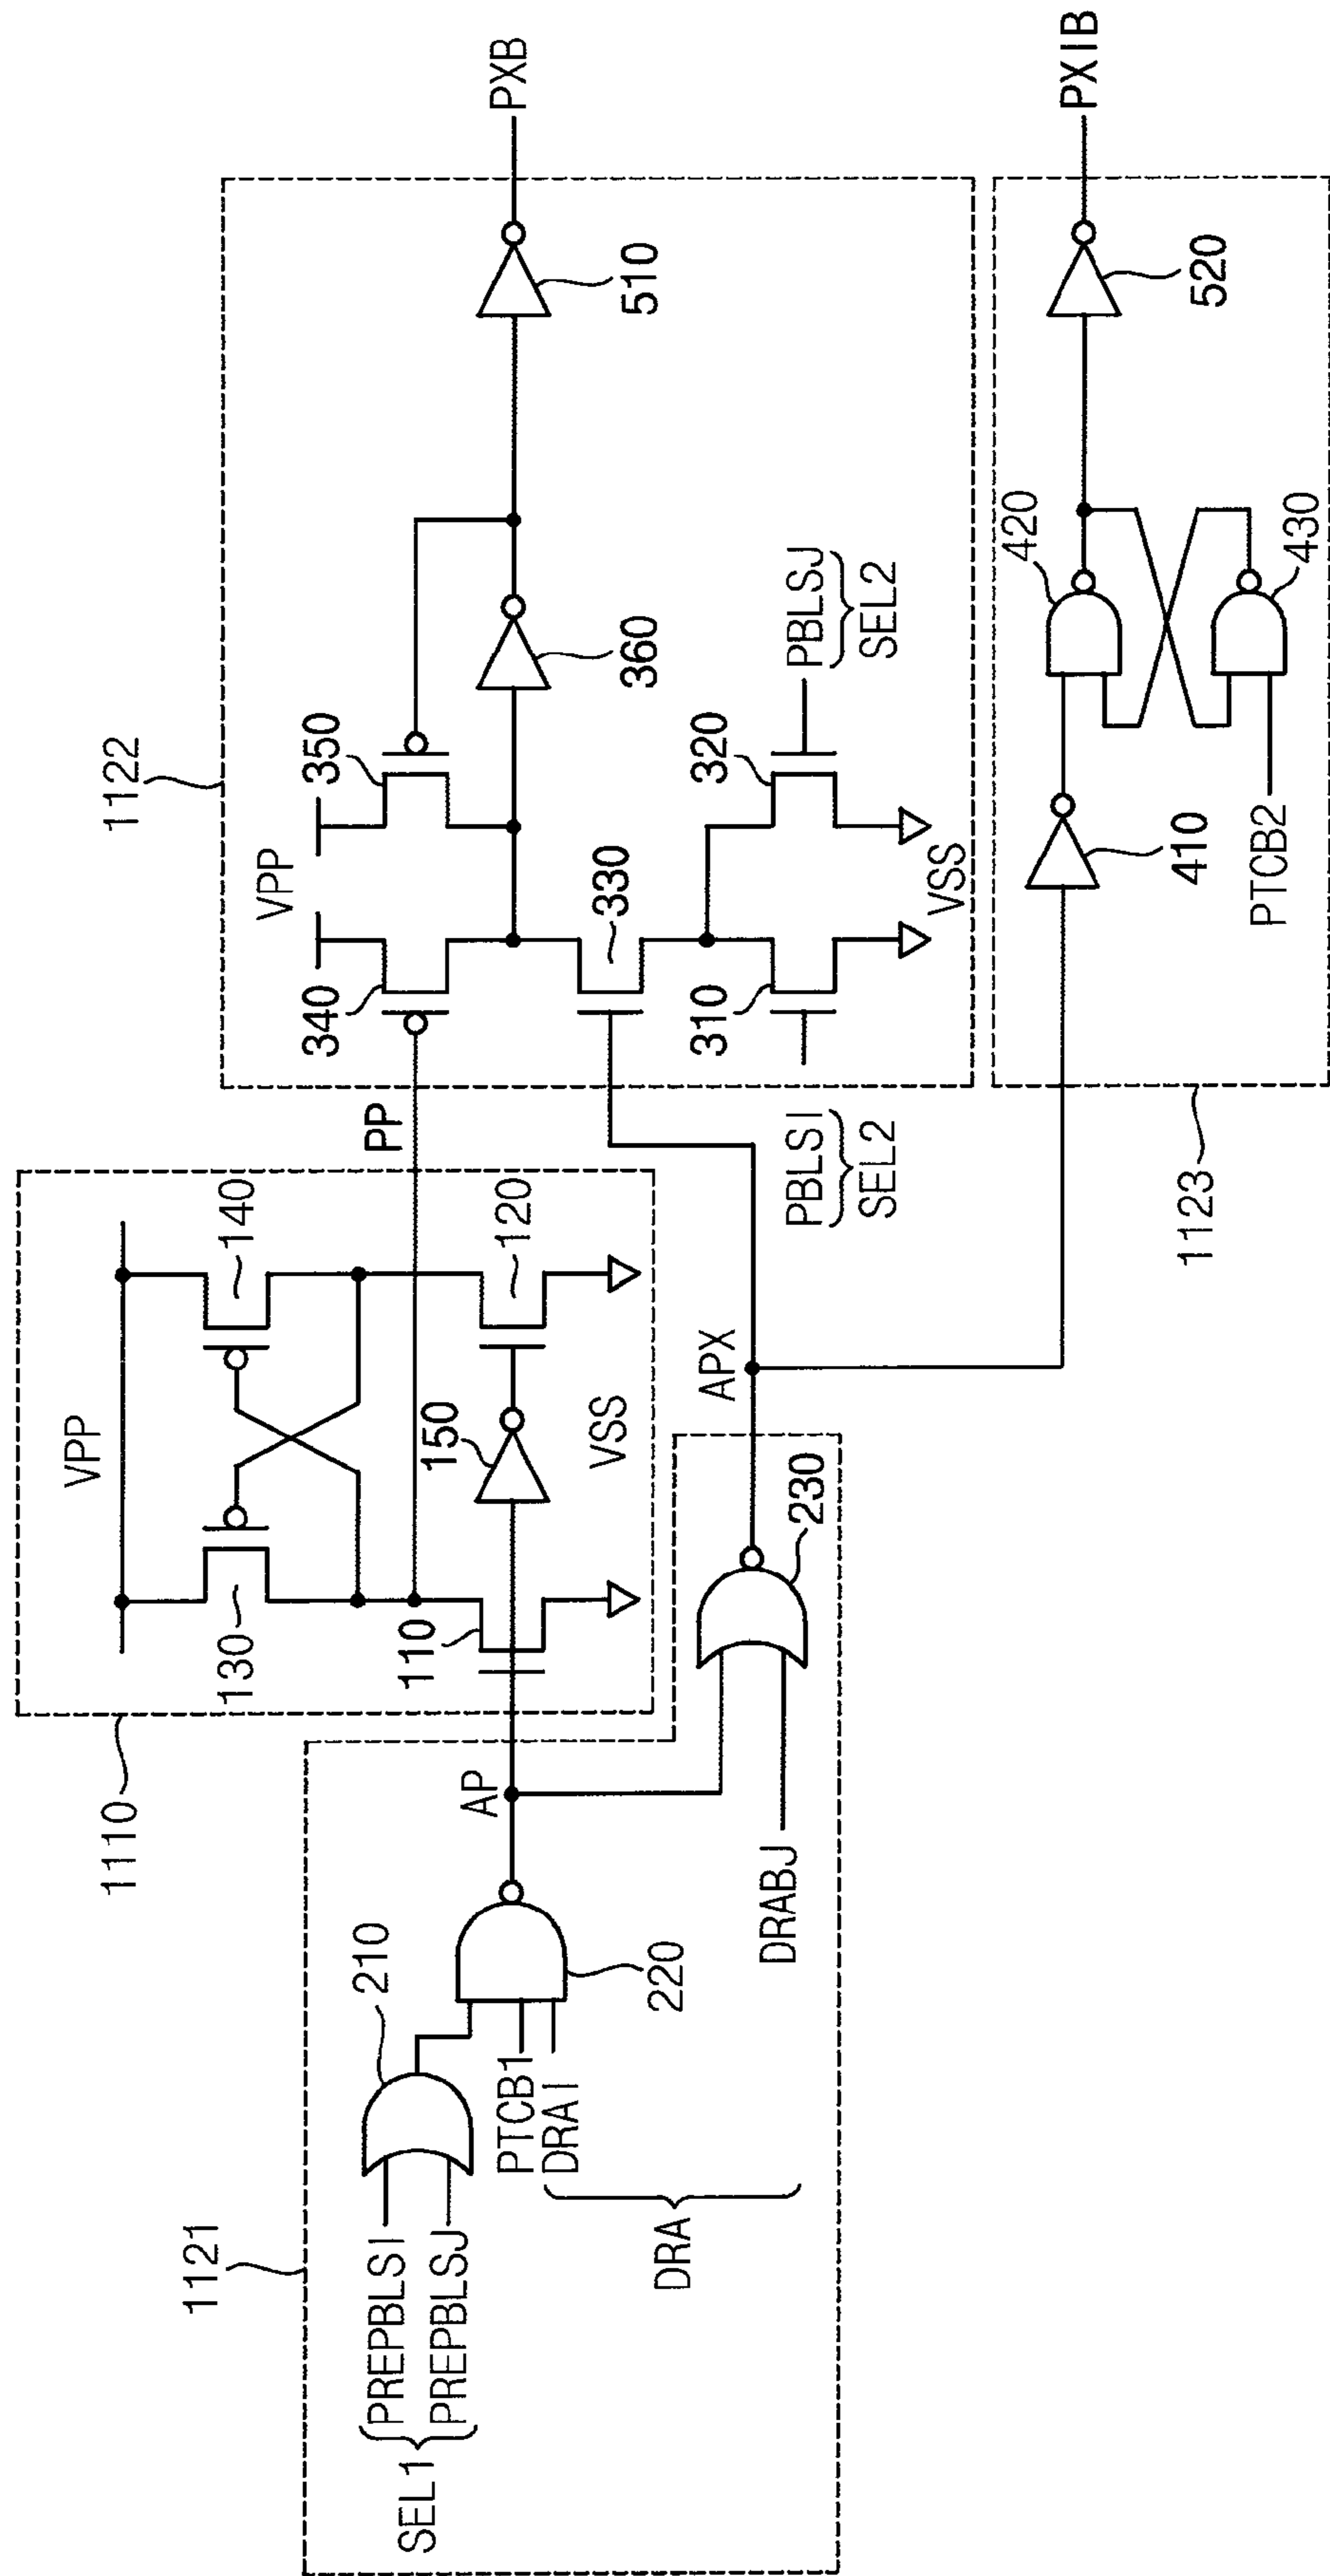 1110
VPP
130
140
110
150
120
VSS
PP
1122
VPP
340
350
330
360
510
PXB
310
320
VSS
PBLSI
SEL2
PBLSJ
SEL2
1121
SEL1
PREPBLSI
PREPBLSJ
210
PTCB1
DRAI
DRA
220
AP
DRABJ
230
APX
1123
410
420
PTCB2
430
520
PXIB